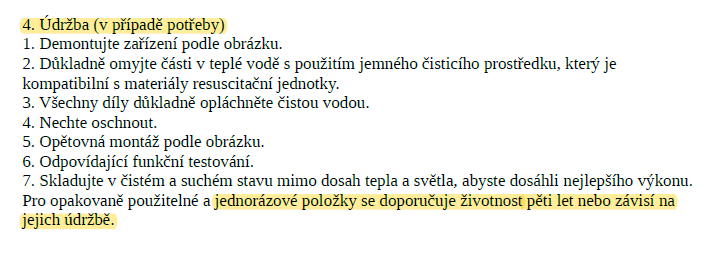 4. Údržba (v případě potřeby)
1. Demontujte zařízení podle obrázku.
2. Důkladně omyjte části v teplé vodě s použitím jemného čisticího prostředku, který je
kompatibilní s materiály resuscitační jednotky.
3. Všechny díly důkladně opláchněte čistou vodou.
4. Nechte oschnout.
5. Opětovná montáž podle obrázku.
6. Odpovídající funkční testování.
7. Skladujte v čistém a suchém stavu mimo dosah tepla a světla, abyste dosáhli nejlepšího výkonu.
Pro opakovaně použitelné a jednorázové položky se doporučuje životnost pěti let nebo závisí na
jejich údržbě.